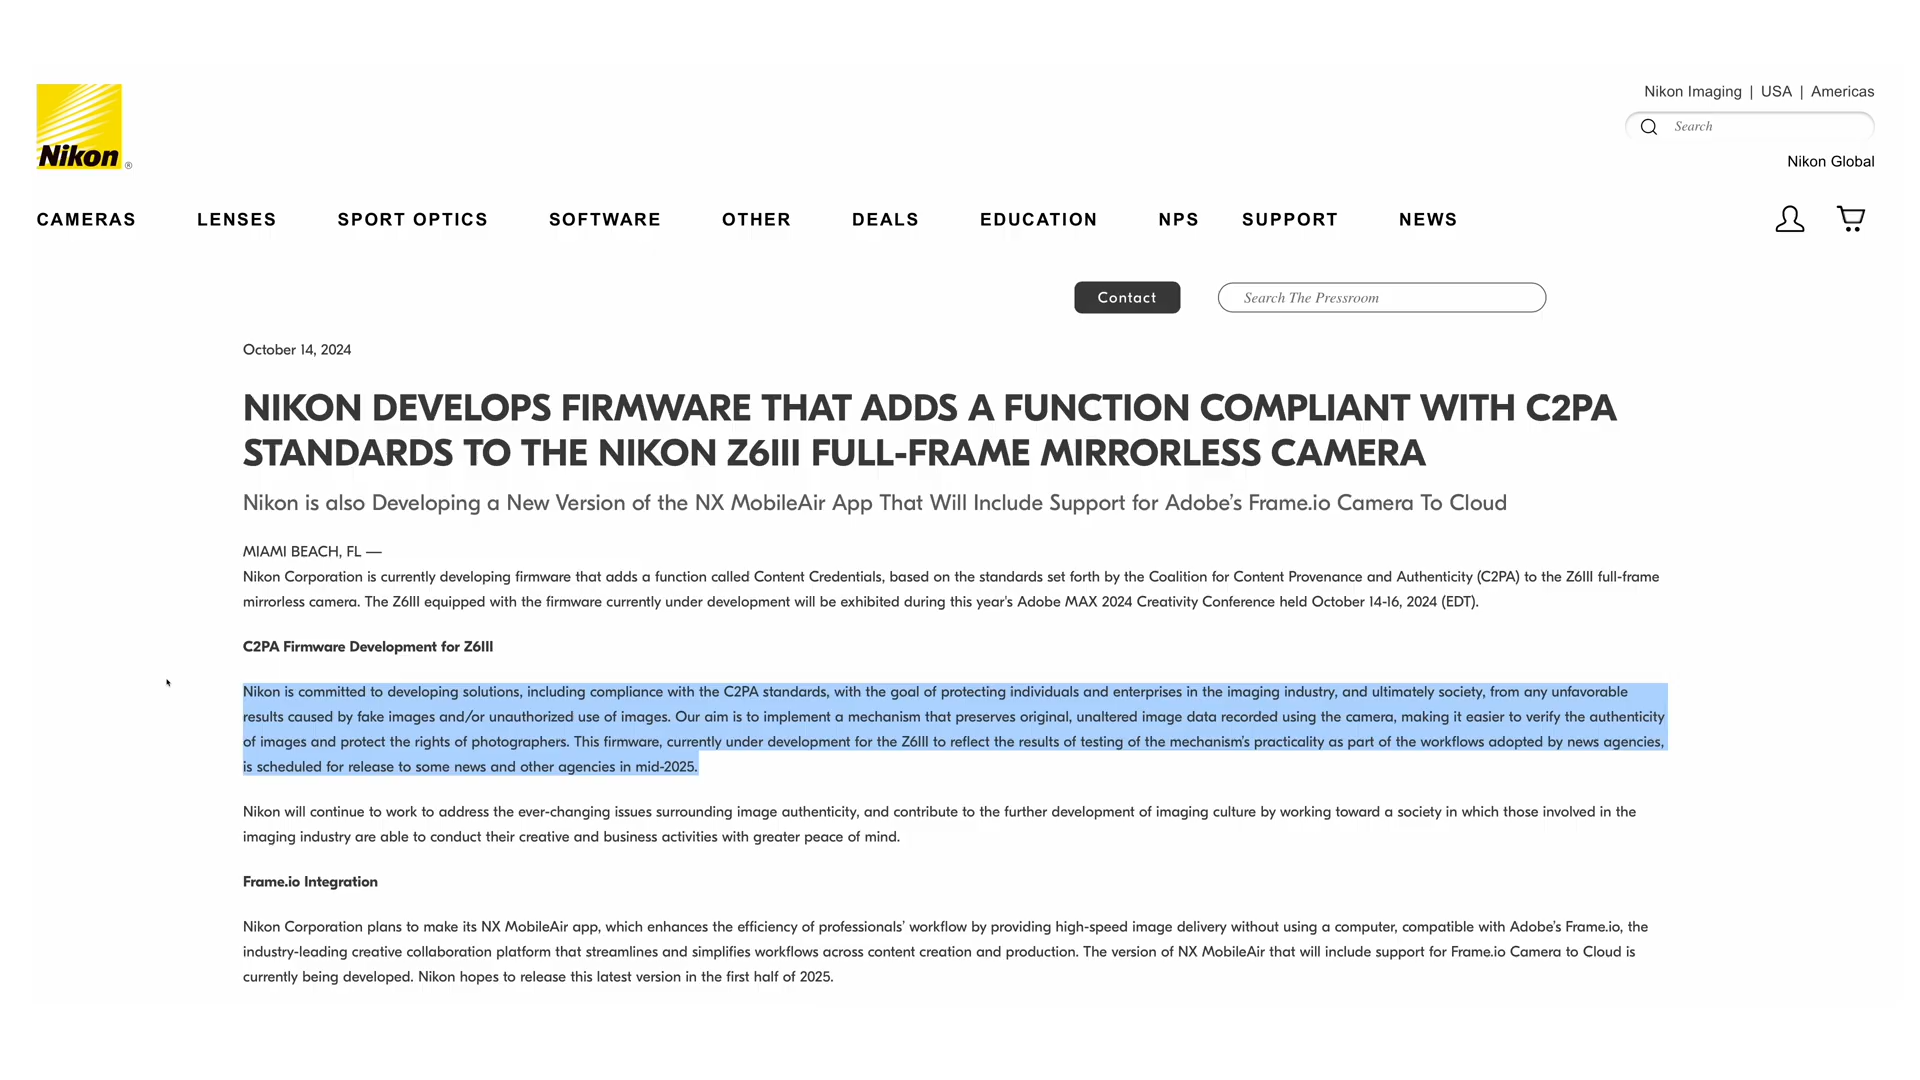 Nikon ®
Nikon Imaging | USA | Americas
Search
Nikon Global
CAMERAS LENSES SPORT OPTICS SOFTWARE OTHER DEALS EDUCATION NPS SUPPORT NEWS
Contact Search The Pressroom
October 14, 2024
NIKON DEVELOPS FIRMWARE THAT ADDS A FUNCTION COMPLIANT WITH C2PA
STANDARDS TO THE NIKON Z6III FULL-FRAME MIRRORLESS CAMERA
Nikon is also Developing a New Version of the NX MobileAir App That Will Include Support for Adobe’s Frame.io Camera To Cloud
MIAMI BEACH, FL —
Nikon Corporation is currently developing firmware that adds a function called Content Credentials, based on the standards set forth by the Coalition for Content Provenance and Authenticity (C2PA) to the Z6III full-frame
mirrorless camera. The Z6III equipped with the firmware currently under development will be exhibited during this year's Adobe MAX 2024 Creativity Conference held October 14-16, 2024 (EDT).
C2PA Firmware Development for Z6III
Nikon is committed to developing solutions, including compliance with the C2PA standards, with the goal of protecting individuals and enterprises in the imaging industry, and ultimately society, from any unfavorable
results caused by fake images and/or unauthorized use of images. Our aim is to implement a mechanism that preserves original, unaltered image data recorded using the camera, making it easier to verify the authenticity
of images and protect the rights of photographers. This firmware, currently under development for the Z6III to reflect the results of testing of the mechanism's practicality as part of the workflows adopted by news agencies,
is scheduled for release to some news and other agencies in mid-2025.
Nikon will continue to work to address the ever-changing issues surrounding image authenticity, and contribute to the further development of imaging culture by working toward a society in which those involved in the
imaging industry are able to conduct their creative and business activities with greater peace of mind.
Frame.io Integration
Nikon Corporation plans to make its NX MobileAir app, which enhances the efficiency of professionals’ workflow by providing high-speed image delivery without using a computer, compatible with Adobe's Frame.io, the
industry-leading creative collaboration platform that streamlines and simplifies workflows across content creation and production. The version of NX MobileAir that will include support for Frame.io Camera to Cloud is
currently being developed. Nikon hopes to release this latest version in the first half of 2025.